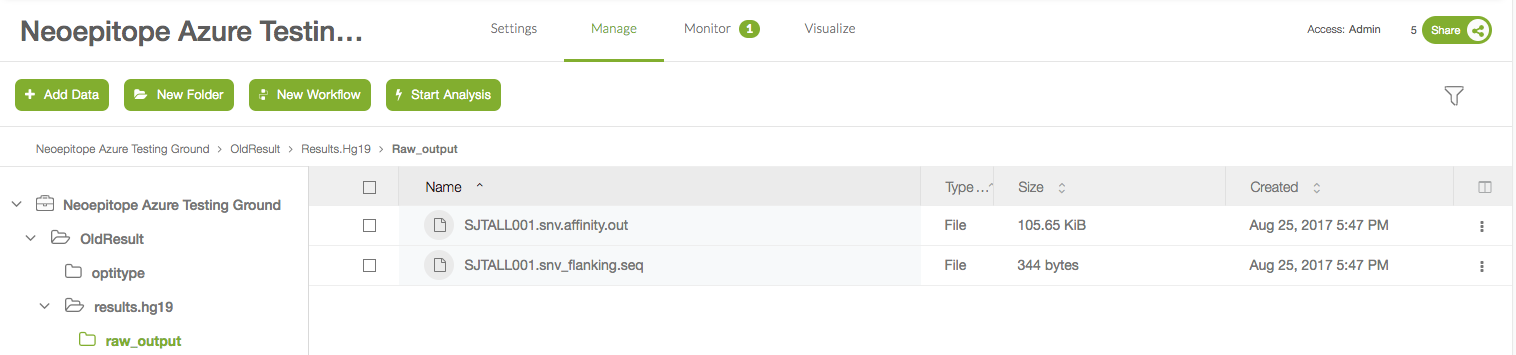 Neoepitope Azure Testin...
Settings
Manage
Monitor 1
Visualize
Access: Admin
5
Share
Add Data
New Folder
New Workflow
Start Analysis
Neoepitope Azure Testing Ground > OldResult > Results.Hg19 > Raw_output
Neoepitope Azure Testing Ground
OldResult
optitype
results.hg19
raw_output
Name Type ... Size Created
SJTALL001.snv.affinity.out File 105.65 KiB Aug 25, 2017 5:47 PM
SJTALL001.snv_flanking.seq File 344 bytes Aug 25, 2017 5:47 PM